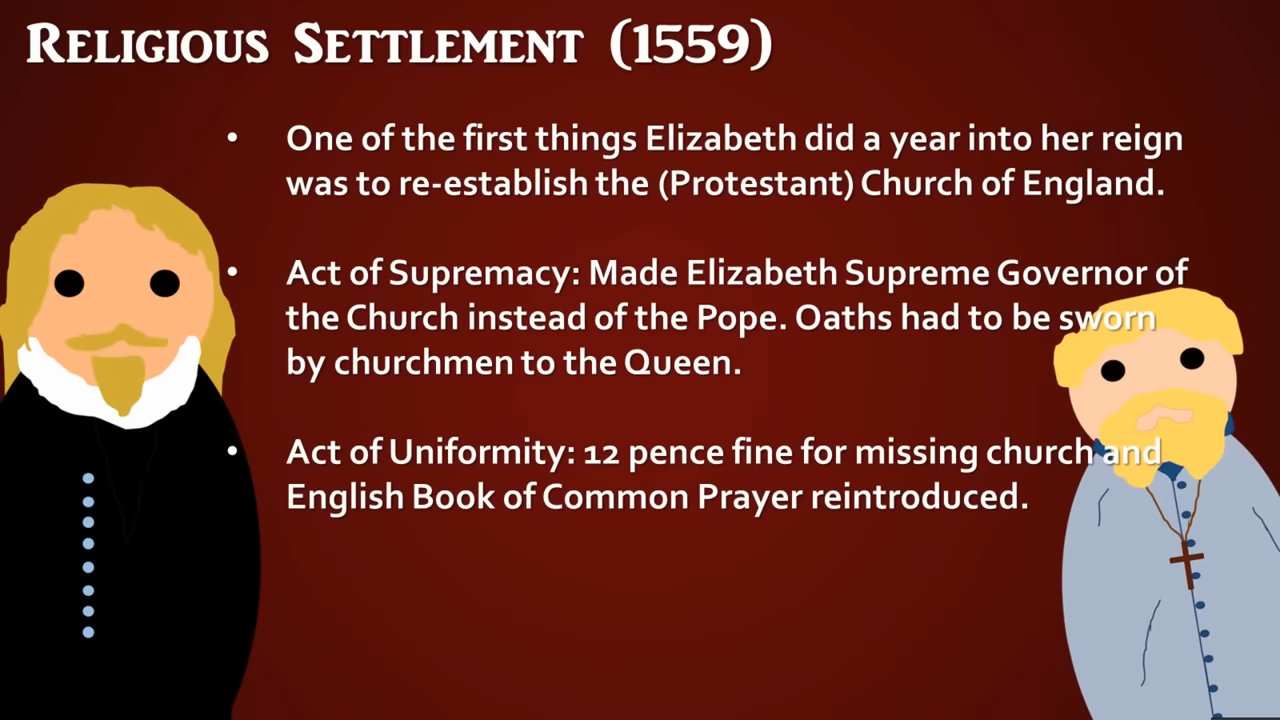 Religious Settlement (1559)
• One of the first things Elizabeth did a year into her reign
was to re-establish the (Protestant) Church of England.
• Act of Supremacy: Made Elizabeth Supreme Governor of
the Church instead of the Pope. Oaths had to be sworn
by churchmen to the Queen.
• Act of Uniformity: 12 pence fine for missing church and
English Book of Common Prayer reintroduced.